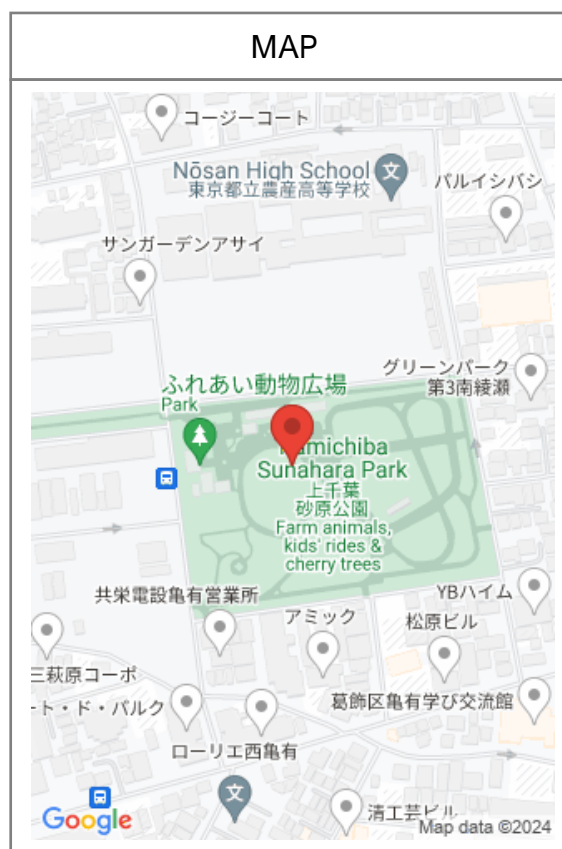 MAP
コージーコート
Nōsan High School
東京都立農産高等学校
文
パルイシバシ
サンガーデンアサイ
グリーンパーク
第3南綾瀬
ふれあい動物広場
Park
Sunahara Park
上千葉
砂原公園
Farm animals,
kids' rides &
cherry trees
共栄電設亀有営業所
YBハイム
アミック
松原ビル
三萩原コーポ
ート・ド・パルク
葛飾区亀有学び交流館
ローリエ西亀有
文
清工芸ビル
Google
Map data ©2024